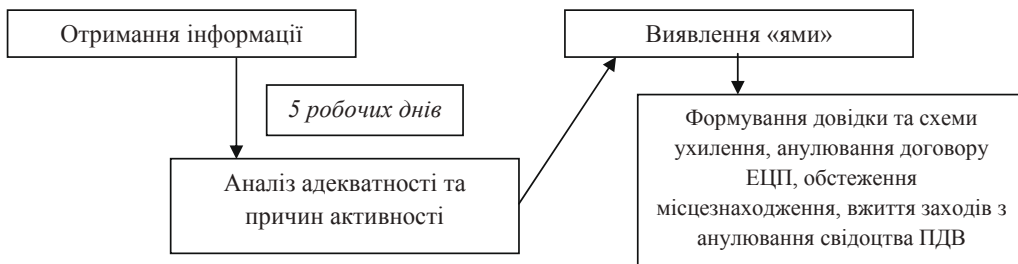 Отримання інформації
5 робочих днів
Аналіз адекватності та
причин активності
Виявлення «ями»
Формування довідки та схеми
ухилення, анулювання договору
ЕЦП, обстеження
місцезнаходження, вжиття заходів з
анулювання свідоцтва ПДВ